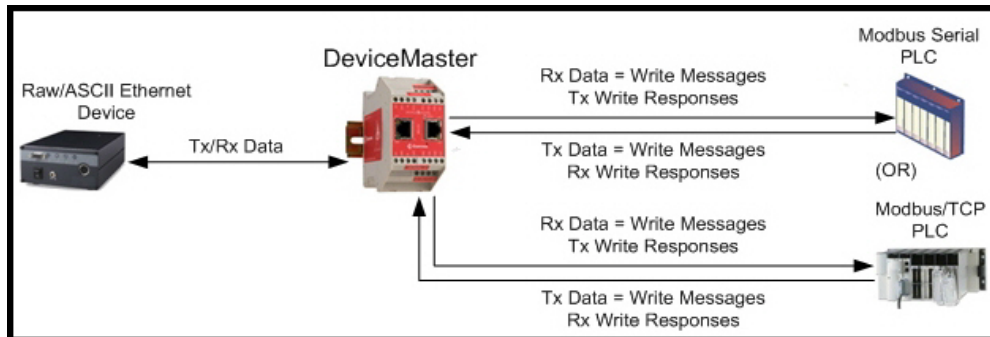 Raw/ASCII Ethernet
Device
Tx/Rx Data
DeviceMaster
Rx Data = Write Messages
Tx Write Responses
Tx Data = Write Messages
Rx Write Responses
Modbus Serial
PLC
(OR)
Modbus/TCP
PLC
Rx Data = Write Messages
Tx Write Responses
Tx Data = Write Messages
Rx Write Responses